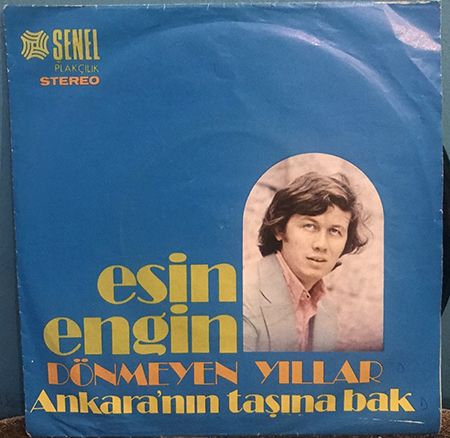 SENEL
PLAKÇILIK
STEREO
esin
engin
DÖNMEYEN YILLAR
Ankara'nın taşına bak